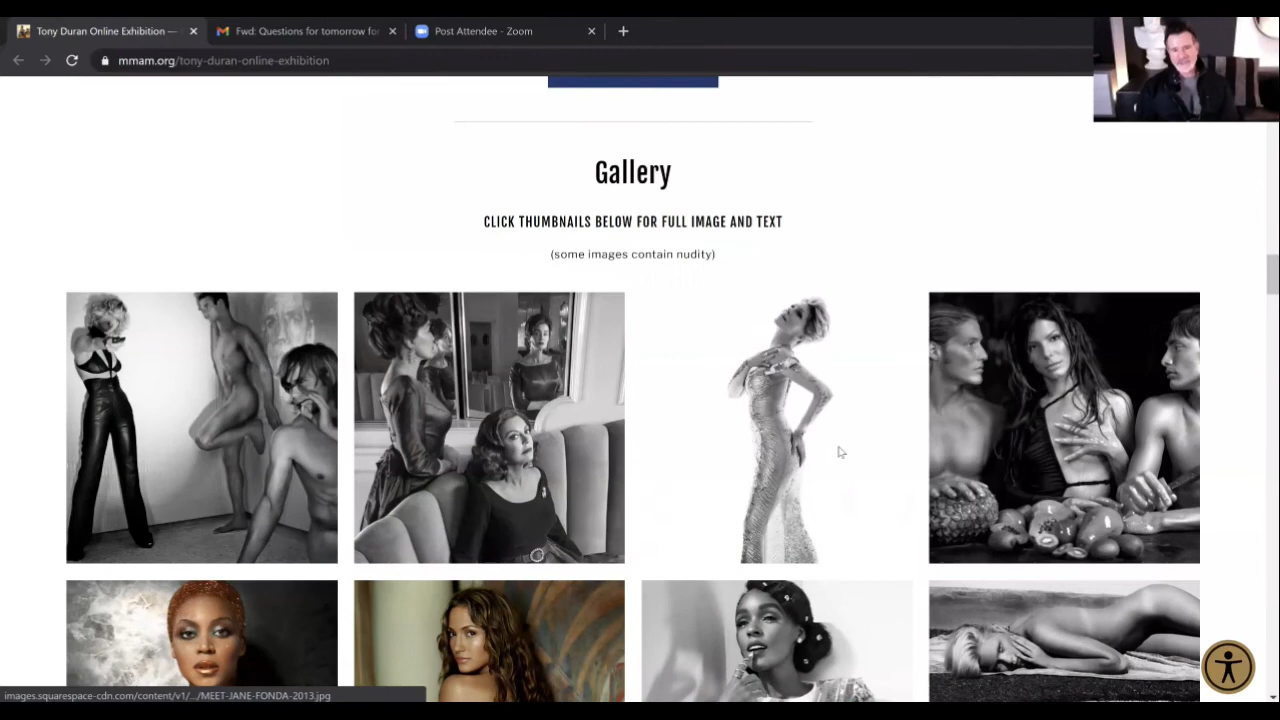 Tony Duran Online Exhibition —
Fwd: Questions for tomorrow fo
Post Attendee - Zoom
mmam.org/tony-duran-online-exhibition
Gallery
CLICK THUMBNAILS BELOW FOR FULL IMAGE AND TEXT
(some images contain nudity)
images.squarespace-cdn.com/content/v1/.../MEET-JANE-FONDA-2013.jpg